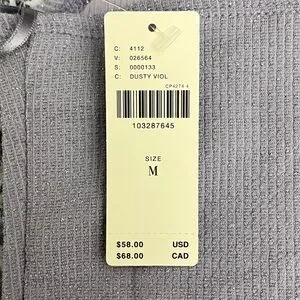 C: 4112
V: 026564
S: 0000133
C: DUSTY VIOL
CP4274-4
103287645
SIZE
M
$58.00 USD
$68.00 CAD